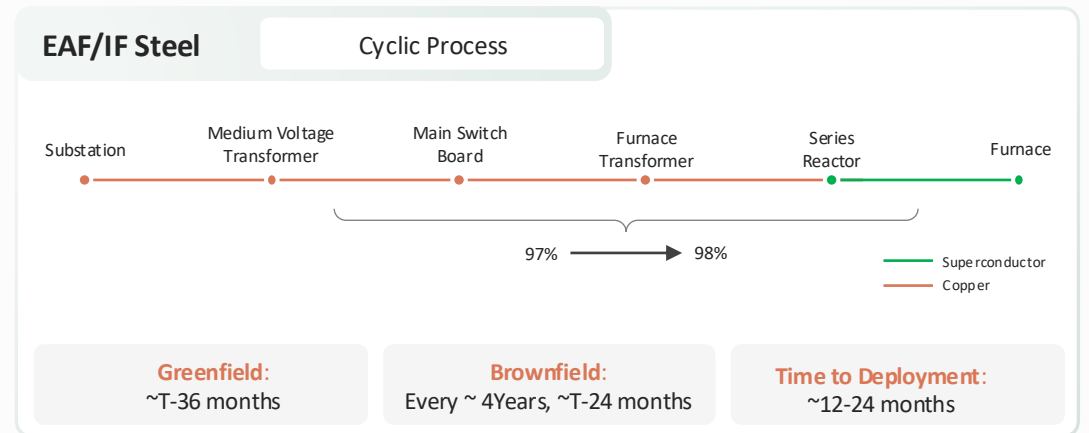 EAF/IF Steel
Cyclic Process
Substation
Medium Voltage
Transformer
Main Switch
Board
Furnace
Transformer
Series
Reactor
Furnace
97%
98%
Superconductor
Copper
Greenfield:
~T-36 months
Brownfield:
Every ~ 4Years, ~T-24 months
Time to Deployment:
~12-24 months